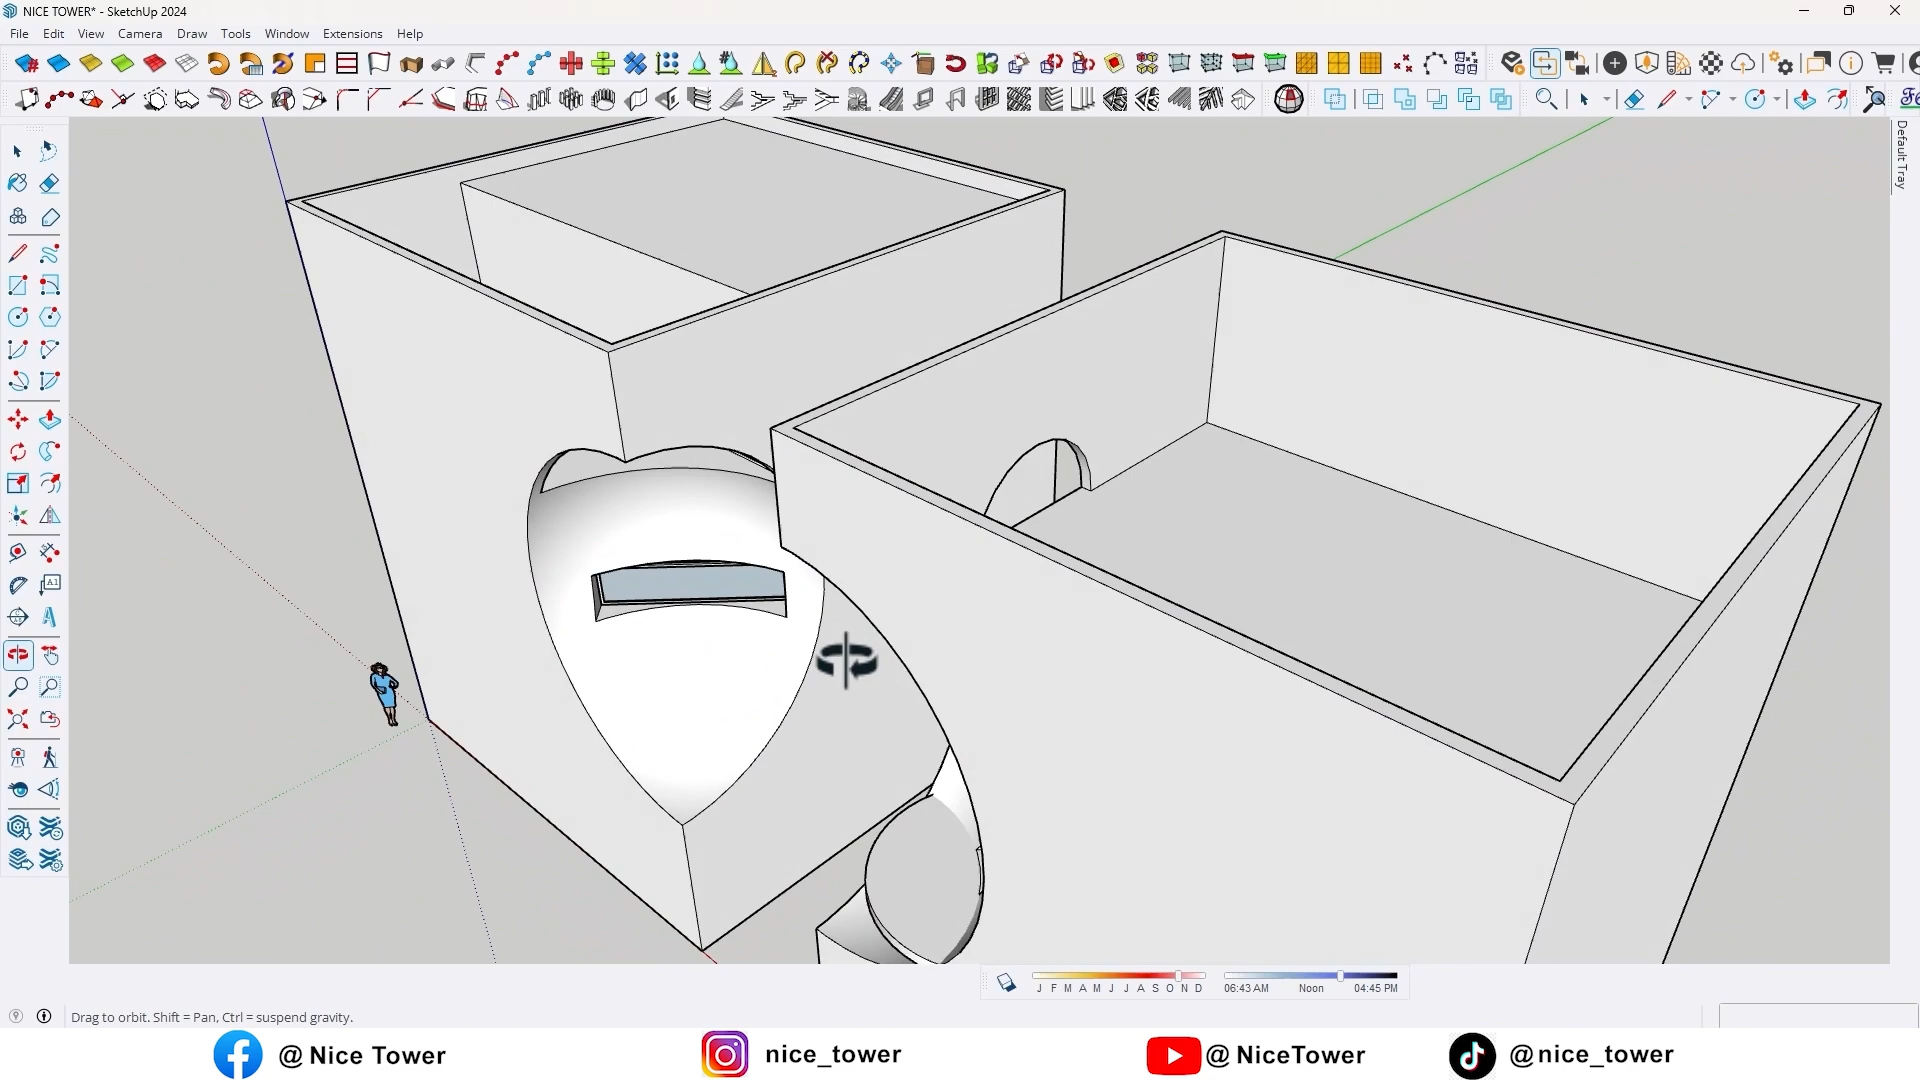 NICE TOWER* - SketchUp 2024
File Edit View Camera Draw Tools Window Extensions Help
Default Tray
A1
J F M A M J J A S O N D
06:43 AM Noon 04:45 PM
Drag to orbit. Shift = Pan, Ctrl = suspend gravity.
@ Nice Tower
nice_tower
@ NiceTower
@nice_tower